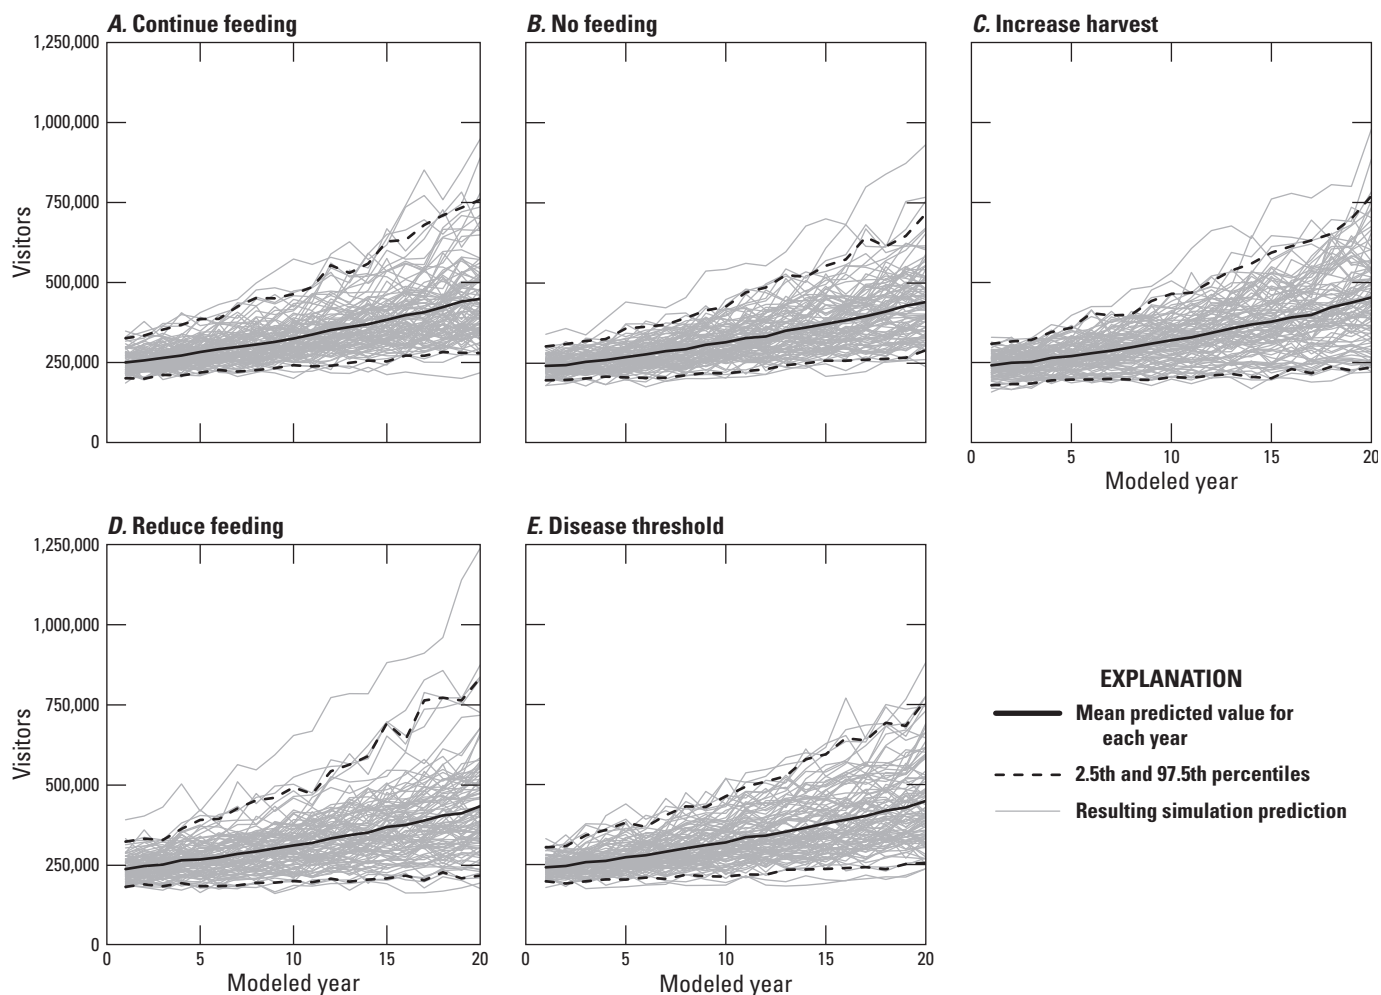 A. Continue feeding
B. No feeding
C. Increase harvest
1,250,000
1,000,000
750,000
500,000
250,000
0
Visitors
0
5
10
15
20
Modeled year
D. Reduce feeding
E. Disease threshold
1,250,000
1,000,000
750,000
500,000
250,000
0
Visitors
0
5
10
15
20
Modeled year
0
5
10
15
20
Modeled year
EXPLANATION
Mean predicted value for
each year
2.5th and 97.5th percentiles
Resulting simulation prediction